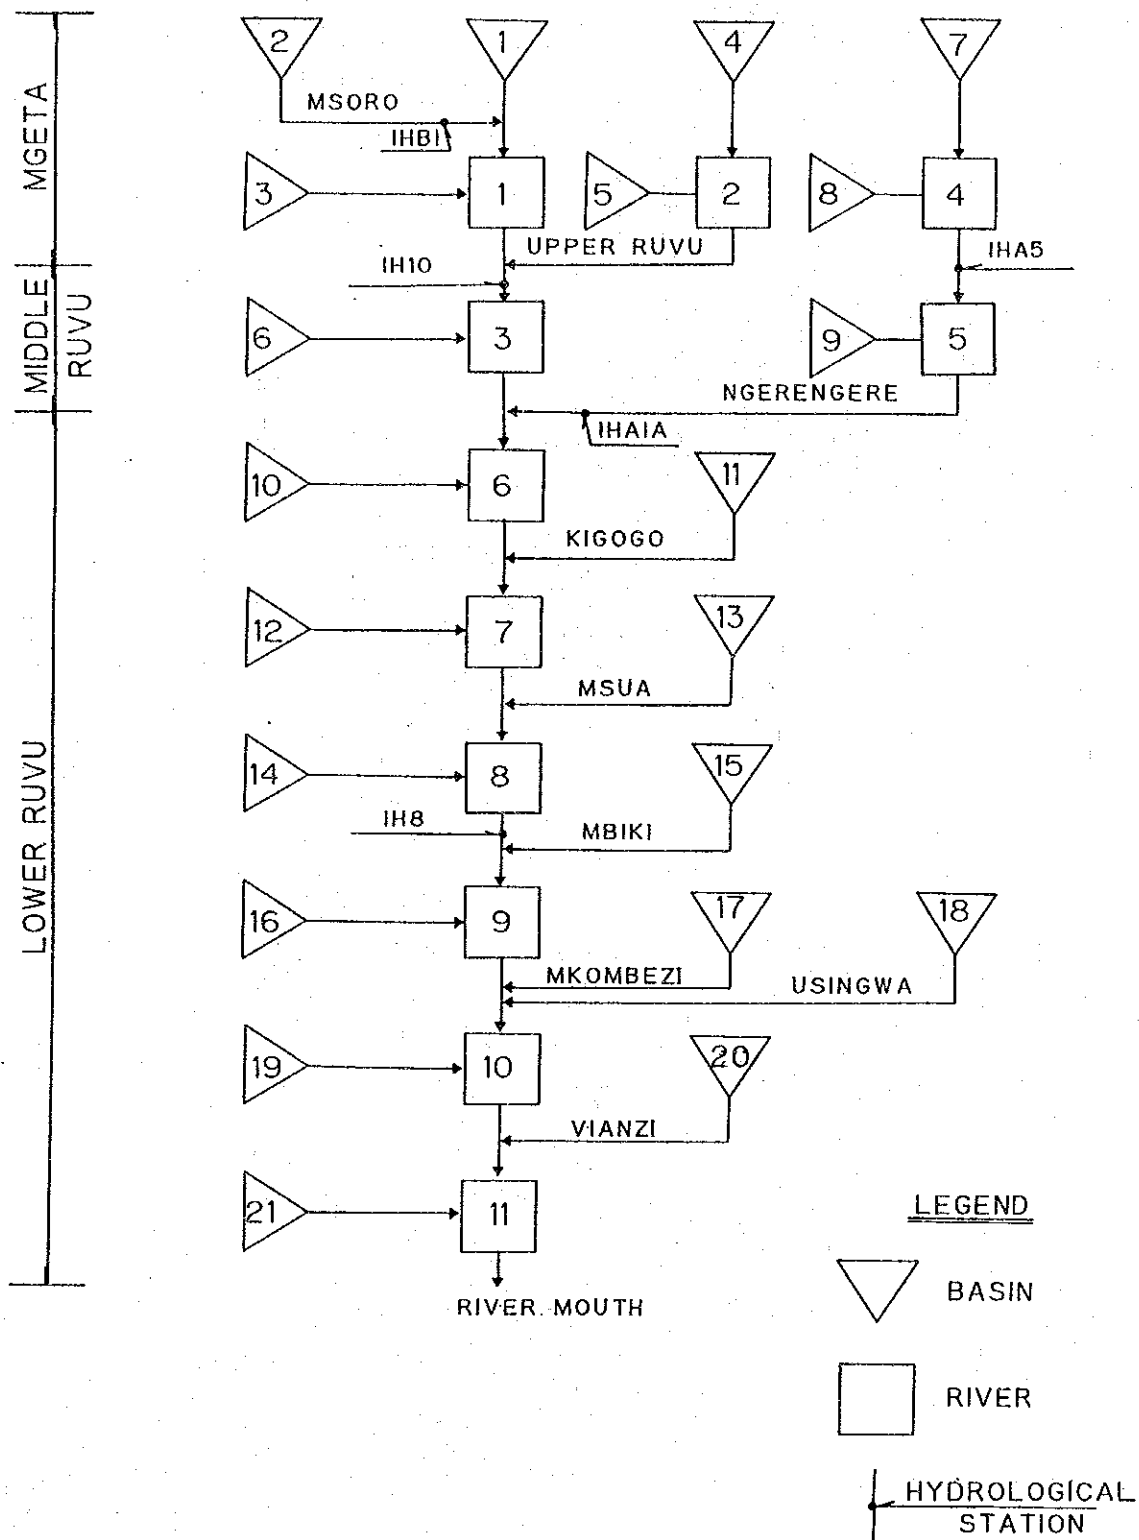 2
1
4
7
MSORO
IHB1
MGETA
3
1
5
2
8
4
UPPER RUVU
IH10
IHA5
MIDDLE
RUVU
6
3
9
5
NGERENGERE
IHA1A
10
6
11
KIGOGO
12
7
13
MSUA
14
8
15
IH8
MBIKI
LOWER RUVU
16
9
17
18
MKOMBEZI
USINGWA
19
10
20
VIANZI
21
11
RIVER MOUTH
LEGEND
BASIN
RIVER
HYDROLOGICAL
STATION